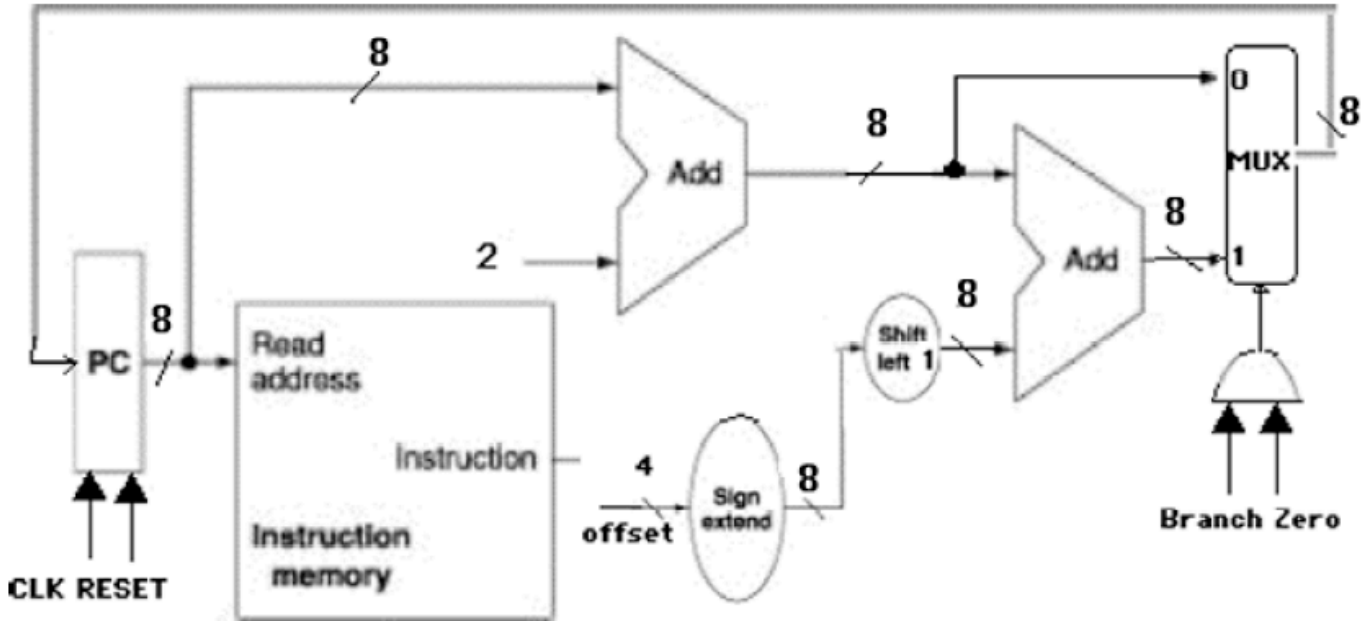 8
0
8
8
Add
MUX
8
2
Add
1
8
8
PC
Read
address
Shift
left 1
Instruction
4
8
Sign
extend
offset
Branch Zero
Instruction
memory
CLK RESET